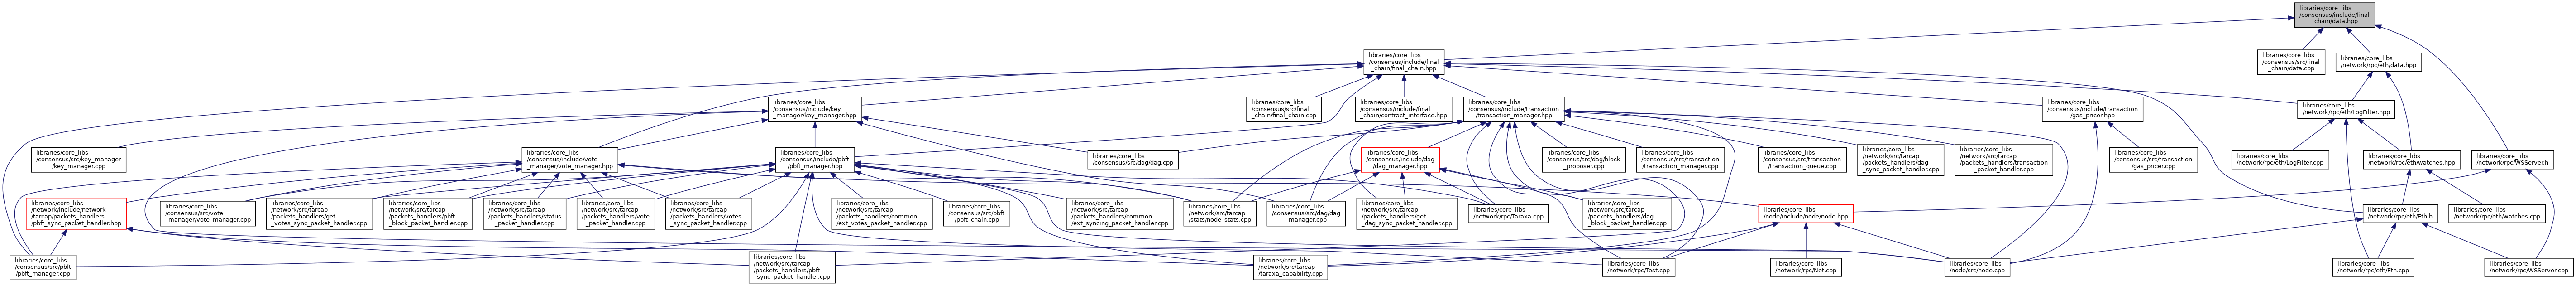 libraries/core_libs
/consensus/include/final
_chain/data.hpp
libraries/core_libs
/consensus/include/final
_chain/final_chain.hpp
libraries/core_libs
/consensus/src/final
_chain/data.cpp
libraries/core_libs
/network/rpc/eth/data.hpp
libraries/core_libs
/consensus/include/key
_manager/key_manager.hpp
libraries/core_libs
/consensus/src/final
_chain/final_chain.cpp
libraries/core_libs
/consensus/include/final
_chain/contract_interface.hpp
libraries/core_libs
/consensus/include/transaction
/transaction_manager.hpp
libraries/core_libs
/consensus/include/transaction
/gas_pricer.hpp
libraries/core_libs
/network/rpc/eth/LogFilter.hpp
libraries/core_libs
/consensus/src/key_manager
/key_manager.cpp
libraries/core_libs
/consensus/include/vote
_manager/vote_manager.hpp
libraries/core_libs
/consensus/include/pbft
/pbft_manager.hpp
libraries/core_libs
/consensus/src/dag/dag.cpp
libraries/core_libs
/consensus/include/dag
/dag_manager.hpp
libraries/core_libs
/consensus/src/dag/block
_proposer.cpp
libraries/core_libs
/consensus/src/transaction
/transaction_manager.cpp
libraries/core_libs
/consensus/src/transaction
/transaction_queue.cpp
libraries/core_libs
/network/src/tarcap
/packets_handlers/dag
_sync_packet_handler.cpp
libraries/core_libs
/network/src/tarcap
/packets_handlers/transaction
_packet_handler.cpp
libraries/core_libs
/consensus/src/transaction
/gas_pricer.cpp
libraries/core_libs
/network/rpc/eth/LogFilter.cpp
libraries/core_libs
/network/rpc/eth/watches.hpp
libraries/core_libs
/network/rpc/WSServer.h
libraries/core_libs
/network/include/network
/tarcap/packets_handlers
/pbft_sync_packet_handler.hpp
libraries/core_libs
/consensus/src/vote
_manager/vote_manager.cpp
libraries/core_libs
/network/src/tarcap
/packets_handlers/get
_votes_sync_packet_handler.cpp
libraries/core_libs
/network/src/tarcap
/packets_handlers/pbft
_block_packet_handler.cpp
libraries/core_libs
/network/src/tarcap
/packets_handlers/status
_packet_handler.cpp
libraries/core_libs
/network/src/tarcap
/packets_handlers/vote
_packet_handler.cpp
libraries/core_libs
/network/src/tarcap
/packets_handlers/votes
_sync_packet_handler.cpp
libraries/core_libs
/network/src/tarcap
/packets_handlers/common
/ext_votes_packet_handler.cpp
libraries/core_libs
/consensus/src/pbft
/pbft_chain.cpp
libraries/core_libs
/network/src/tarcap
/packets_handlers/common
/ext_syncing_packet_handler.cpp
libraries/core_libs
/network/src/tarcap
/stats/node_stats.cpp
libraries/core_libs
/consensus/src/dag/dag
_manager.cpp
libraries/core_libs
/network/src/tarcap
/packets_handlers/get
_dag_sync_packet_handler.cpp
libraries/core_libs
/network/rpc/Taraxa.cpp
libraries/core_libs
/network/src/tarcap
/packets_handlers/dag
_block_packet_handler.cpp
libraries/core_libs
/node/include/node/node.hpp
libraries/core_libs
/network/rpc/eth/Eth.h
libraries/core_libs
/network/rpc/eth/watches.cpp
libraries/core_libs
/consensus/src/pbft
/pbft_manager.cpp
libraries/core_libs
/network/src/tarcap
/packets_handlers/pbft
_sync_packet_handler.cpp
libraries/core_libs
/network/src/tarcap
/taraxa_capability.cpp
libraries/core_libs
/network/rpc/Test.cpp
libraries/core_libs
/network/rpc/Net.cpp
libraries/core_libs
/node/src/node.cpp
libraries/core_libs
/network/rpc/eth/Eth.cpp
libraries/core_libs
/network/rpc/WSServer.cpp